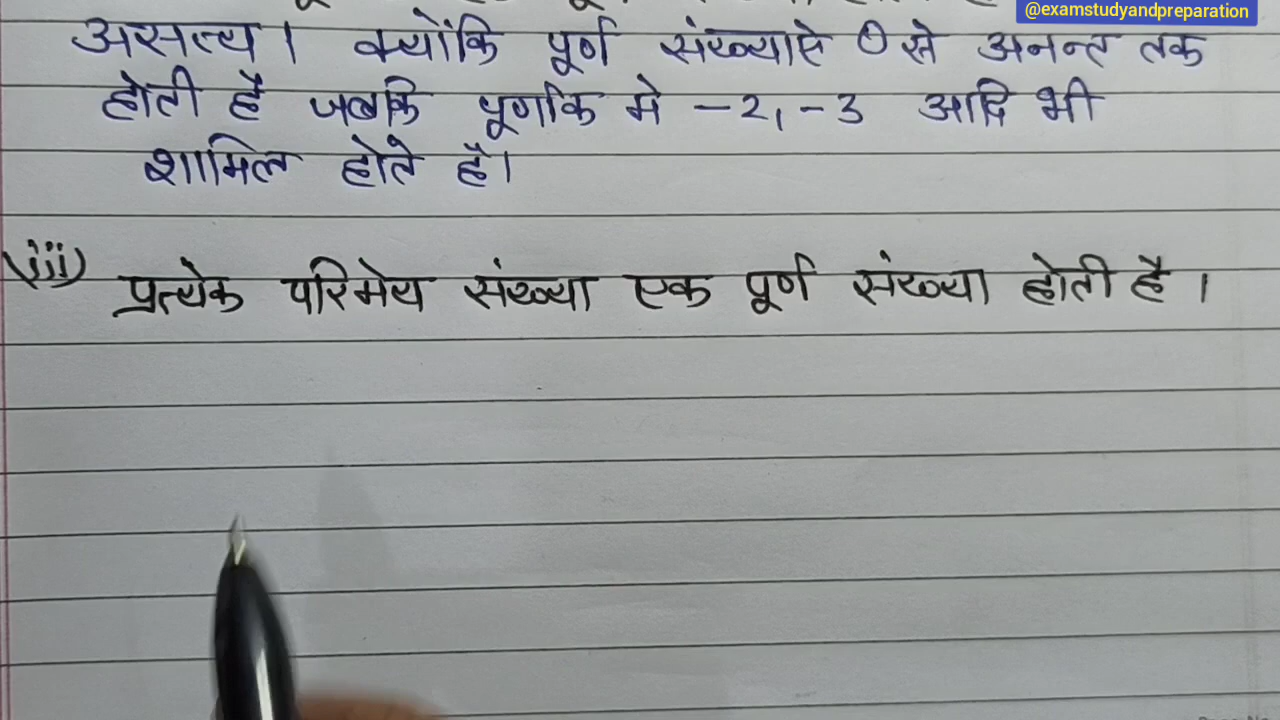 @examstudyandpreparation
असत्य। क्योंकि पूर्ण संख्याऐ 0 से अनन्त तक
होती है जबकि पूर्णांक मे -2, -3 आदि भी
शामिल होते है।
iii) प्रत्येक परिमेय संख्या एक पूर्ण संख्या होती है।